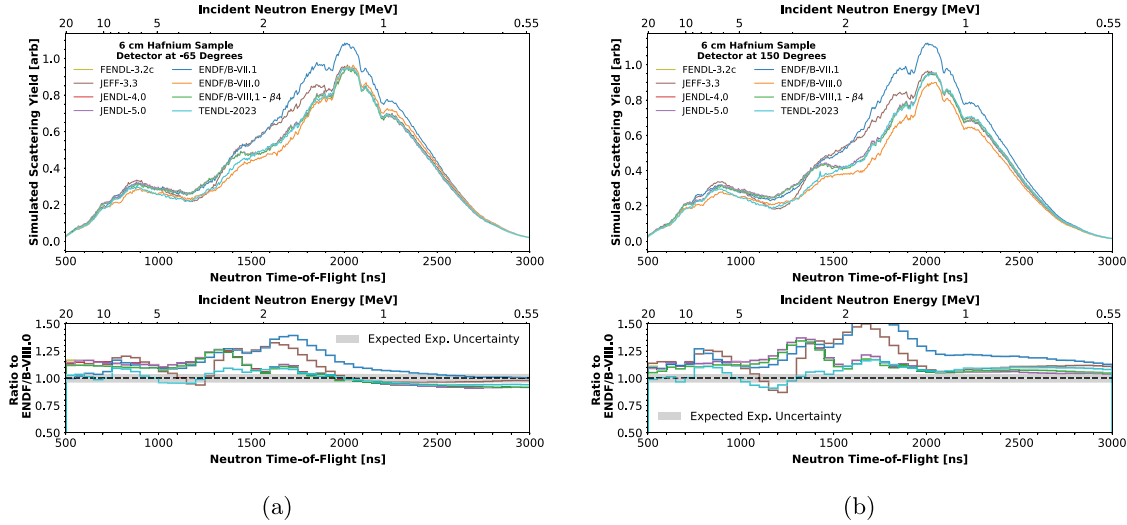 Incident Neutron Energy [MeV]
20 10 5 2 1 0.55
6 cm Hafnium Sample
Detector at -65 Degrees
FENDL-3.2c ENDF/B-VII.1
JEFF-3.3 ENDF/B-VIII.0
JENDL-4.0 ENDF/B-VIII,1 - β4
JENDL-5.0 TENDL-2023
Simulated Scattering Yield [arb]
1.0
0.8
0.6
0.4
0.2
0.0
500 1000 1500 2000 2500 3000
Neutron Time-of-Flight [ns]
Incident Neutron Energy [MeV]
20 10 5 2 1 0.55
Ratio to
ENDF/B-VIII.0
1.50
1.25
1.00
0.75
0.50
Expected Exp. Uncertainty
500 1000 1500 2000 2500 3000
Neutron Time-of-Flight [ns]
(a)
Incident Neutron Energy [MeV]
20 10 5 2 1 0.55
6 cm Hafnium Sample
Detector at 150 Degrees
FENDL-3.2c ENDF/B-VII.1
JEFF-3.3 ENDF/B-VIII.0
JENDL-4.0 ENDF/B-VIII,1 - β4
JENDL-5.0 TENDL-2023
Simulated Scattering Yield [arb]
1.0
0.8
0.6
0.4
0.2
0.0
500 1000 1500 2000 2500 3000
Neutron Time-of-Flight [ns]
Incident Neutron Energy [MeV]
20 10 5 2 1 0.55
Ratio to
ENDF/B-VIII.0
1.50
1.25
1.00
0.75
0.50
Expected Exp. Uncertainty
500 1000 1500 2000 2500 3000
Neutron Time-of-Flight [ns]
(b)